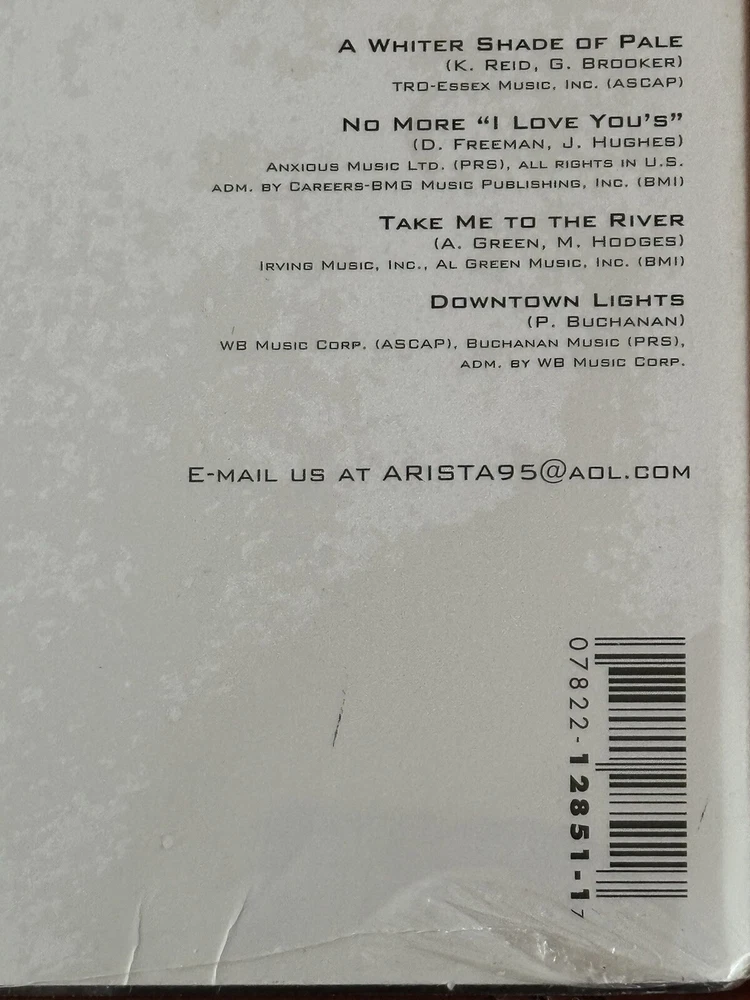 A Whiter Shade of Pale
(K. Reid, G. Brooker)
TRO-Essex Music, Inc. (ASCAP)
No More “I Love You’s”
(D. Freeman, J. Hughes)
Anxious Music Ltd. (PRS), all rights in U.S.
adm. by Careers-BMG Music Publishing, Inc. (BMI)
Take Me to the River
(A. Green, M. Hodges)
Irving Music, Inc., Al Green Music, Inc. (BMI)
Downtown Lights
(P. Buchanan)
WB Music Corp. (ASCAP), Buchanan Music (PRS),
adm. by WB Music Corp.
E-mail us at ARISTA95@aol.com
07822-12851-1 7